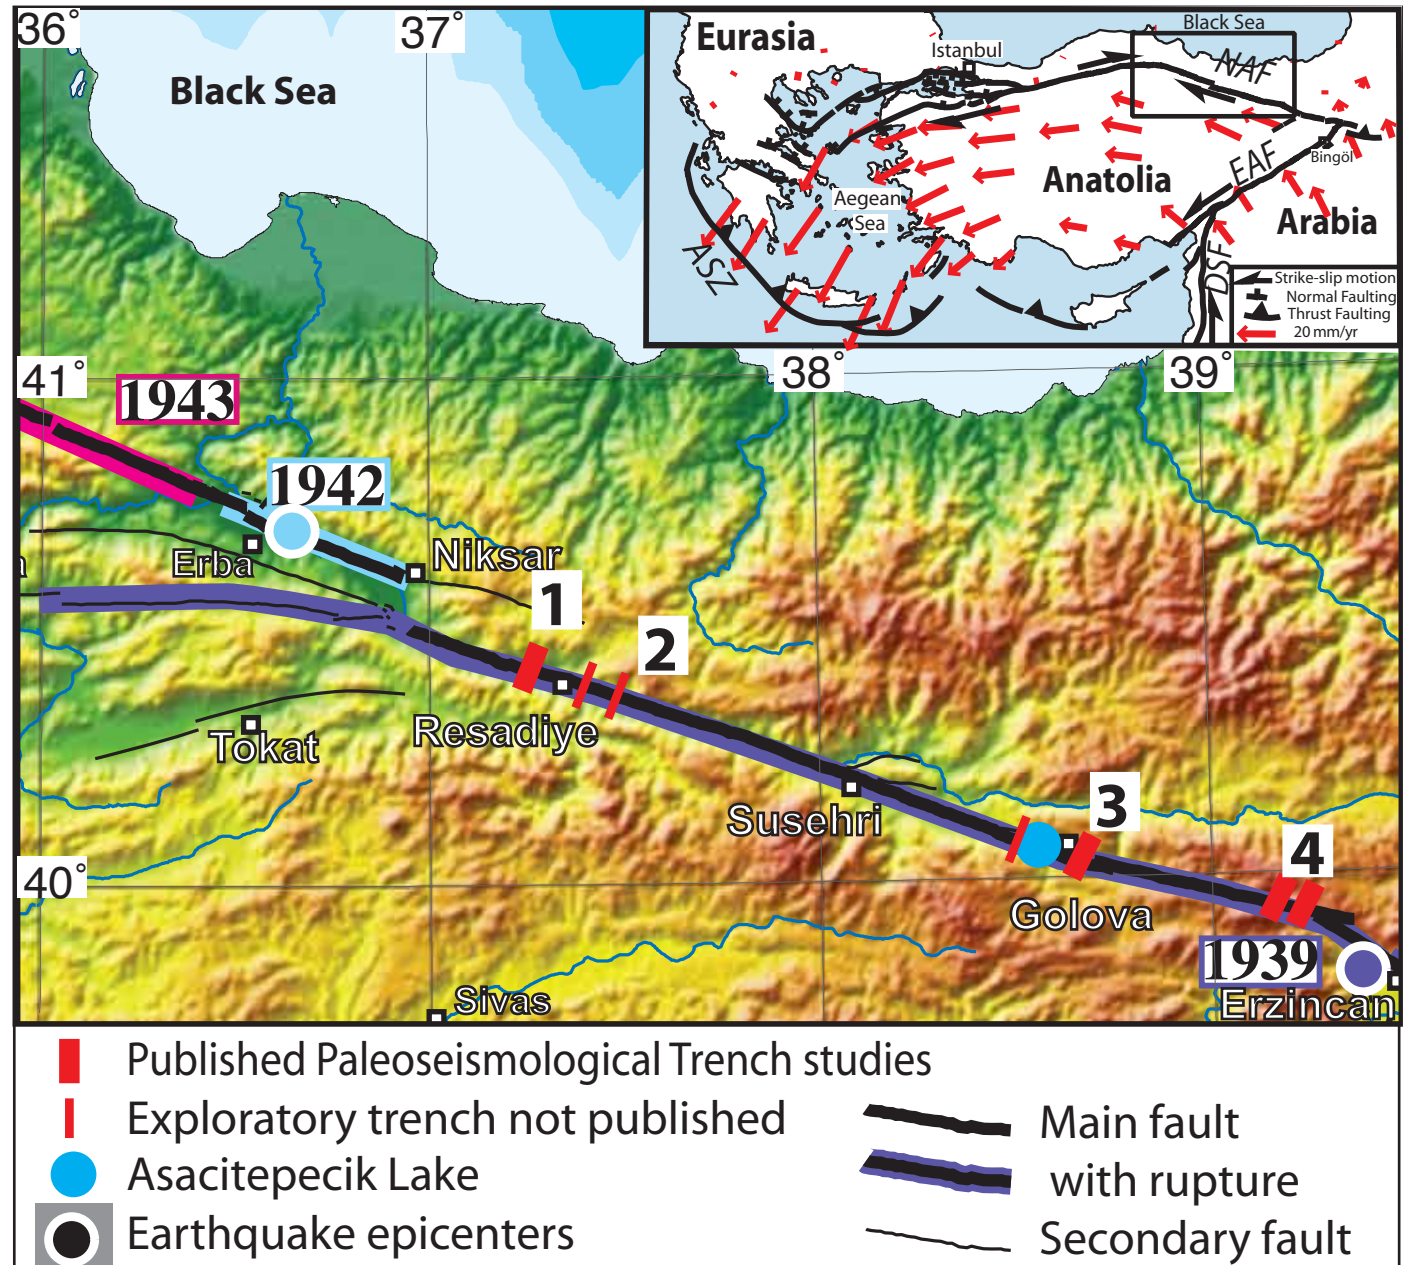 36°
37°
Black Sea
Eurasia
Istanbul
Black Sea
NAF
Bingöl
EAF
Anatolia
Aegean
Sea
Arabia
ASZ
DSF
Strike-slip motion
Normal Faulting
Thrust Faulting
20 mm/yr
41°
38°
39°
1943
1942
Erba
Niksar
a
1
2
Resadiye
Tokat
Susehri
3
4
40°
Golova
1939
Sivas
Erzincan
Published Paleoseismological Trench studies
Exploratory trench not published
Main fault
Asacitepecik Lake
with rupture
Earthquake epicenters
Secondary fault